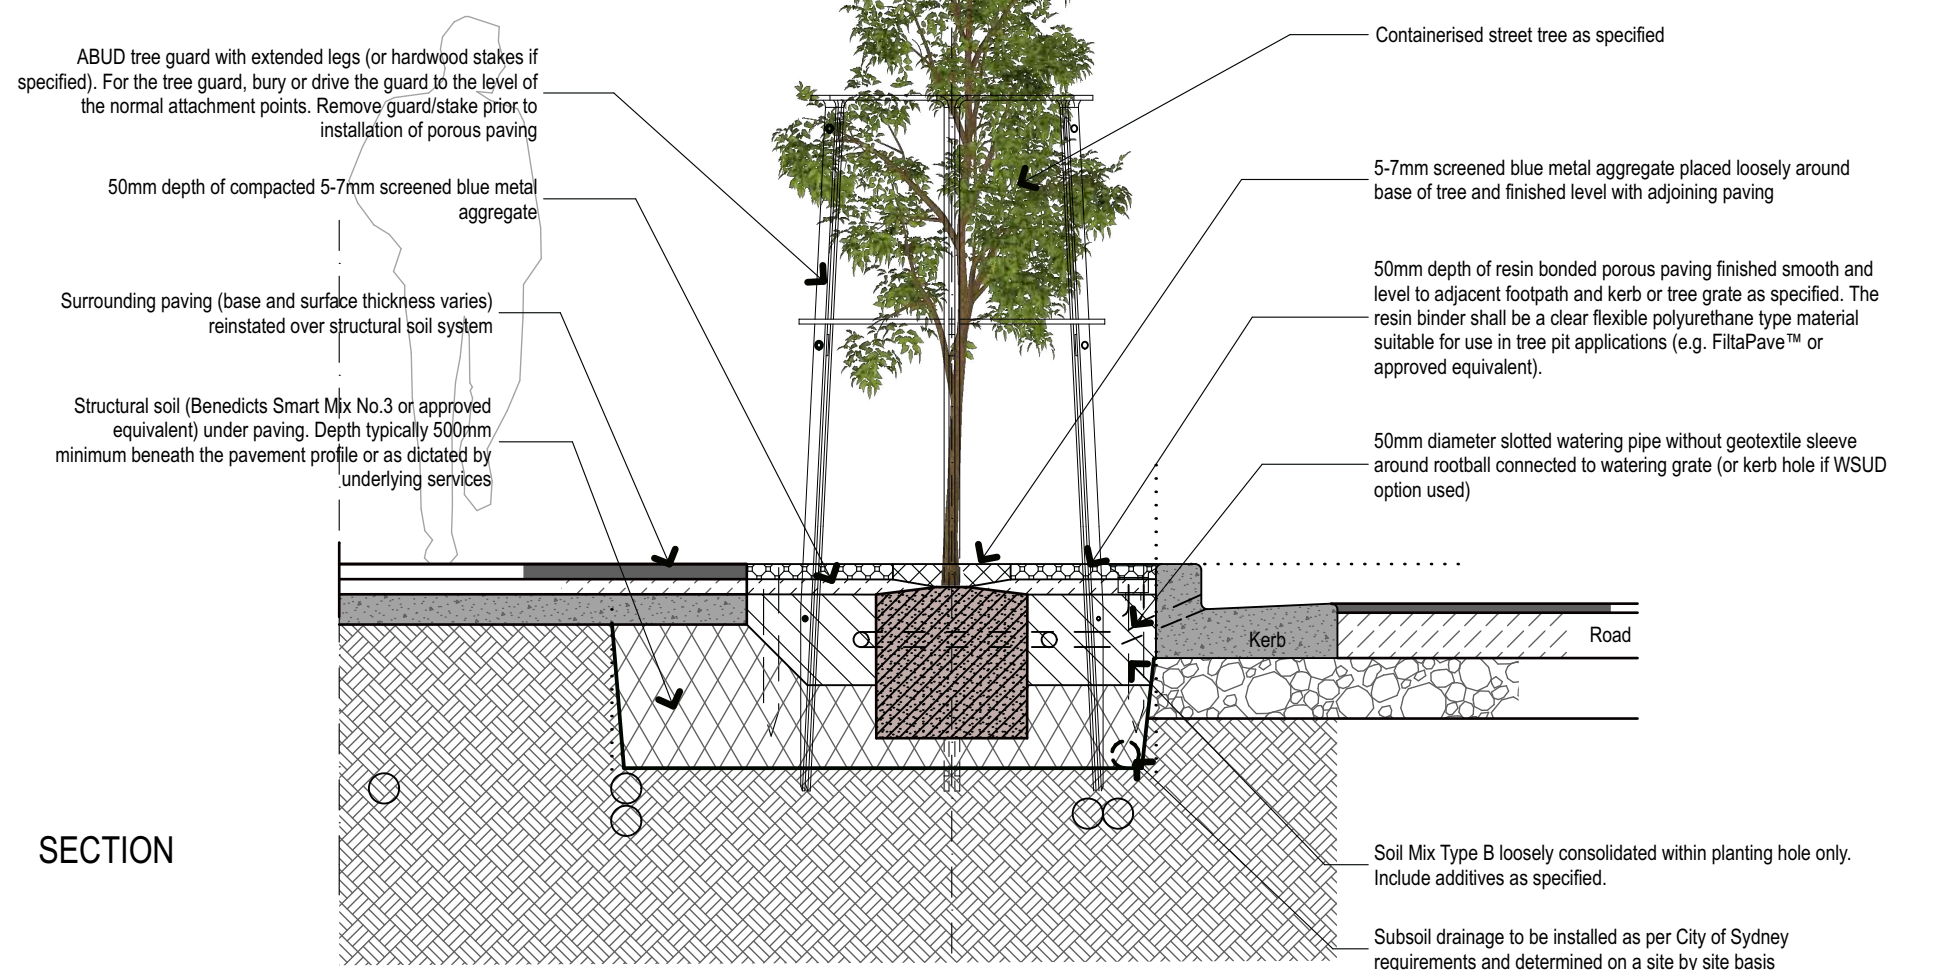 ABUD tree guard with extended legs (or hardwood stakes if
specified). For the tree guard, bury or drive the guard to the level of
the normal attachment points. Remove guard/stake prior to
installation of porous paving
50mm depth of compacted 5-7mm screened blue metal
aggregate
Surrounding paving (base and surface thickness varies)
reinstated over structural soil system
Structural soil (Benedicts Smart Mix No.3 or approved
equivalent) under paving. Depth typically 500mm
minimum beneath the pavement profile or as dictated by
underlying services
Containerised street tree as specified
5-7mm screened blue metal aggregate placed loosely around
base of tree and finished level with adjoining paving
50mm depth of resin bonded porous paving finished smooth and
level to adjacent footpath and kerb or tree grate as specified. The
resin binder shall be a clear flexible polyurethane type material
suitable for use in tree pit applications (e.g. FiltaPave™ or
approved equivalent).
50mm diameter slotted watering pipe without geotextile sleeve
around rootball connected to watering grate (or kerb hole if WSUD
option used)
Kerb
Road
SECTION
Soil Mix Type B loosely consolidated within planting hole only.
Include additives as specified.
Subsoil drainage to be installed as per City of Sydney
requirements and determined on a site by site basis